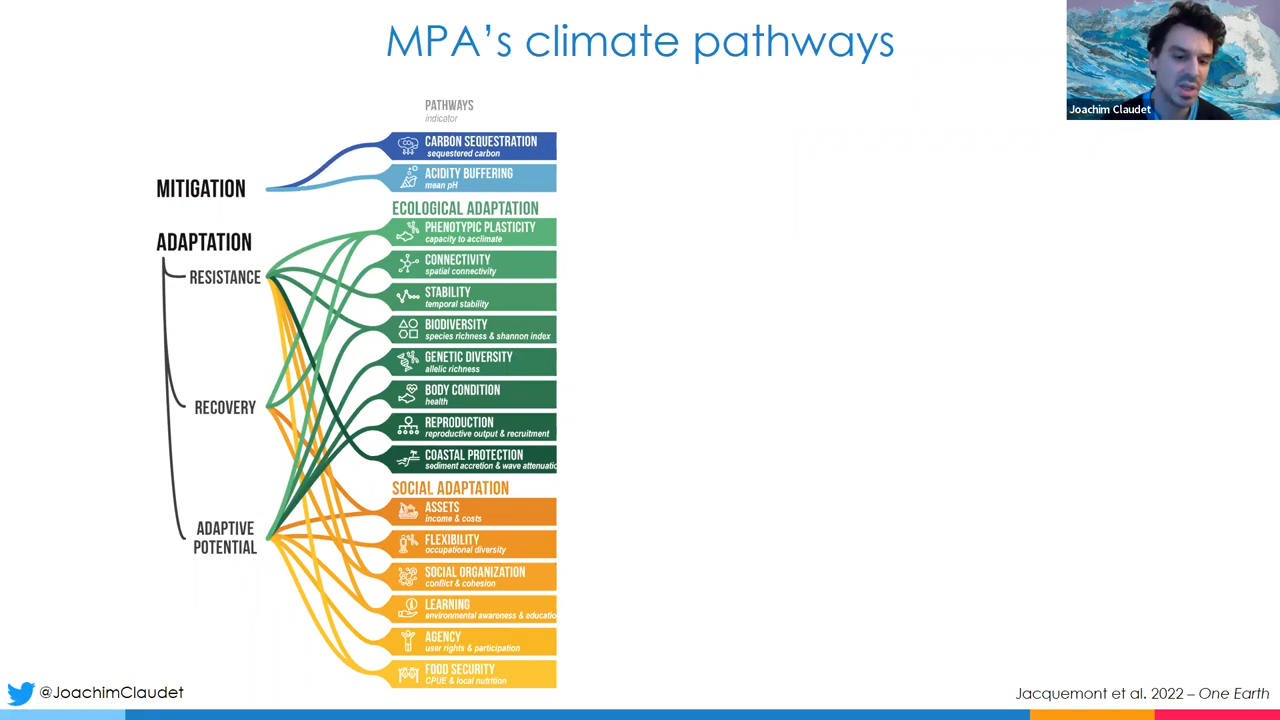 MPA's climate pathways
Joachim Claudet
PATHWAYS
indicator
MITIGATION
CARBON SEQUESTRATION
sequestered carbon
ACIDITY BUFFERING
mean pH
ADAPTATION
RESISTANCE
RECOVERY
ADAPTIVE
POTENTIAL
ECOLOGICAL ADAPTATION
PHENOTYPIC PLASTICITY
capacity to acclimate
CONNECTIVITY
spatial connectivity
STABILITY
temporal stability
BIODIVERSITY
species richness & shannon index
GENETIC DIVERSITY
allelic richness
BODY CONDITION
health
REPRODUCTION
reproductive output & recruitment
COASTAL PROTECTION
sediment accretion & wave attenuatio
SOCIAL ADAPTATION
ASSETS
income & costs
FLEXIBILITY
occupational diversity
SOCIAL ORGANIZATION
conflict & cohesion
LEARNING
environmental awareness & educatio
AGENCY
user rights & participation
FOOD SECURITY
CPUE & local nutrition
@JoachimClaudet
Jacquemont et al. 2022 – One Earth